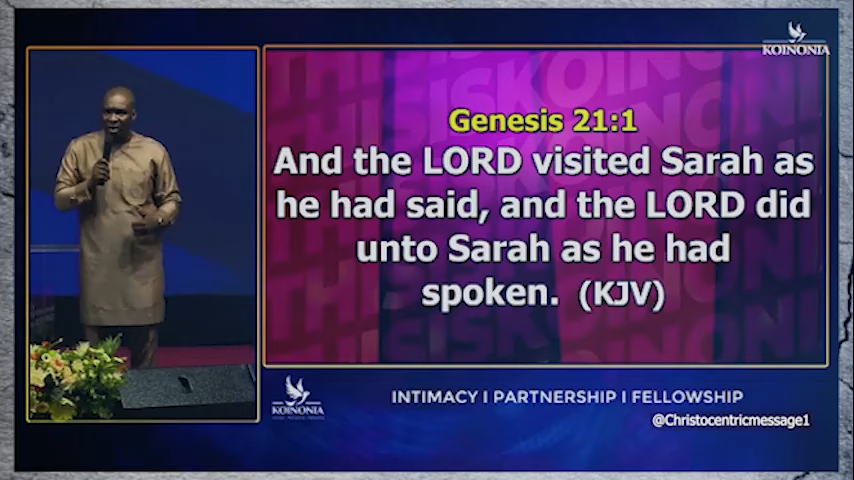 KOINONIA
Genesis 21:1
And the LORD visited Sarah as
he had said, and the LORD did
unto Sarah as he had
spoken. (KJV)
KOINONIA
INTIMACY I PARTNERSHIP I FELLOWSHIP
@Christocentricmessage1